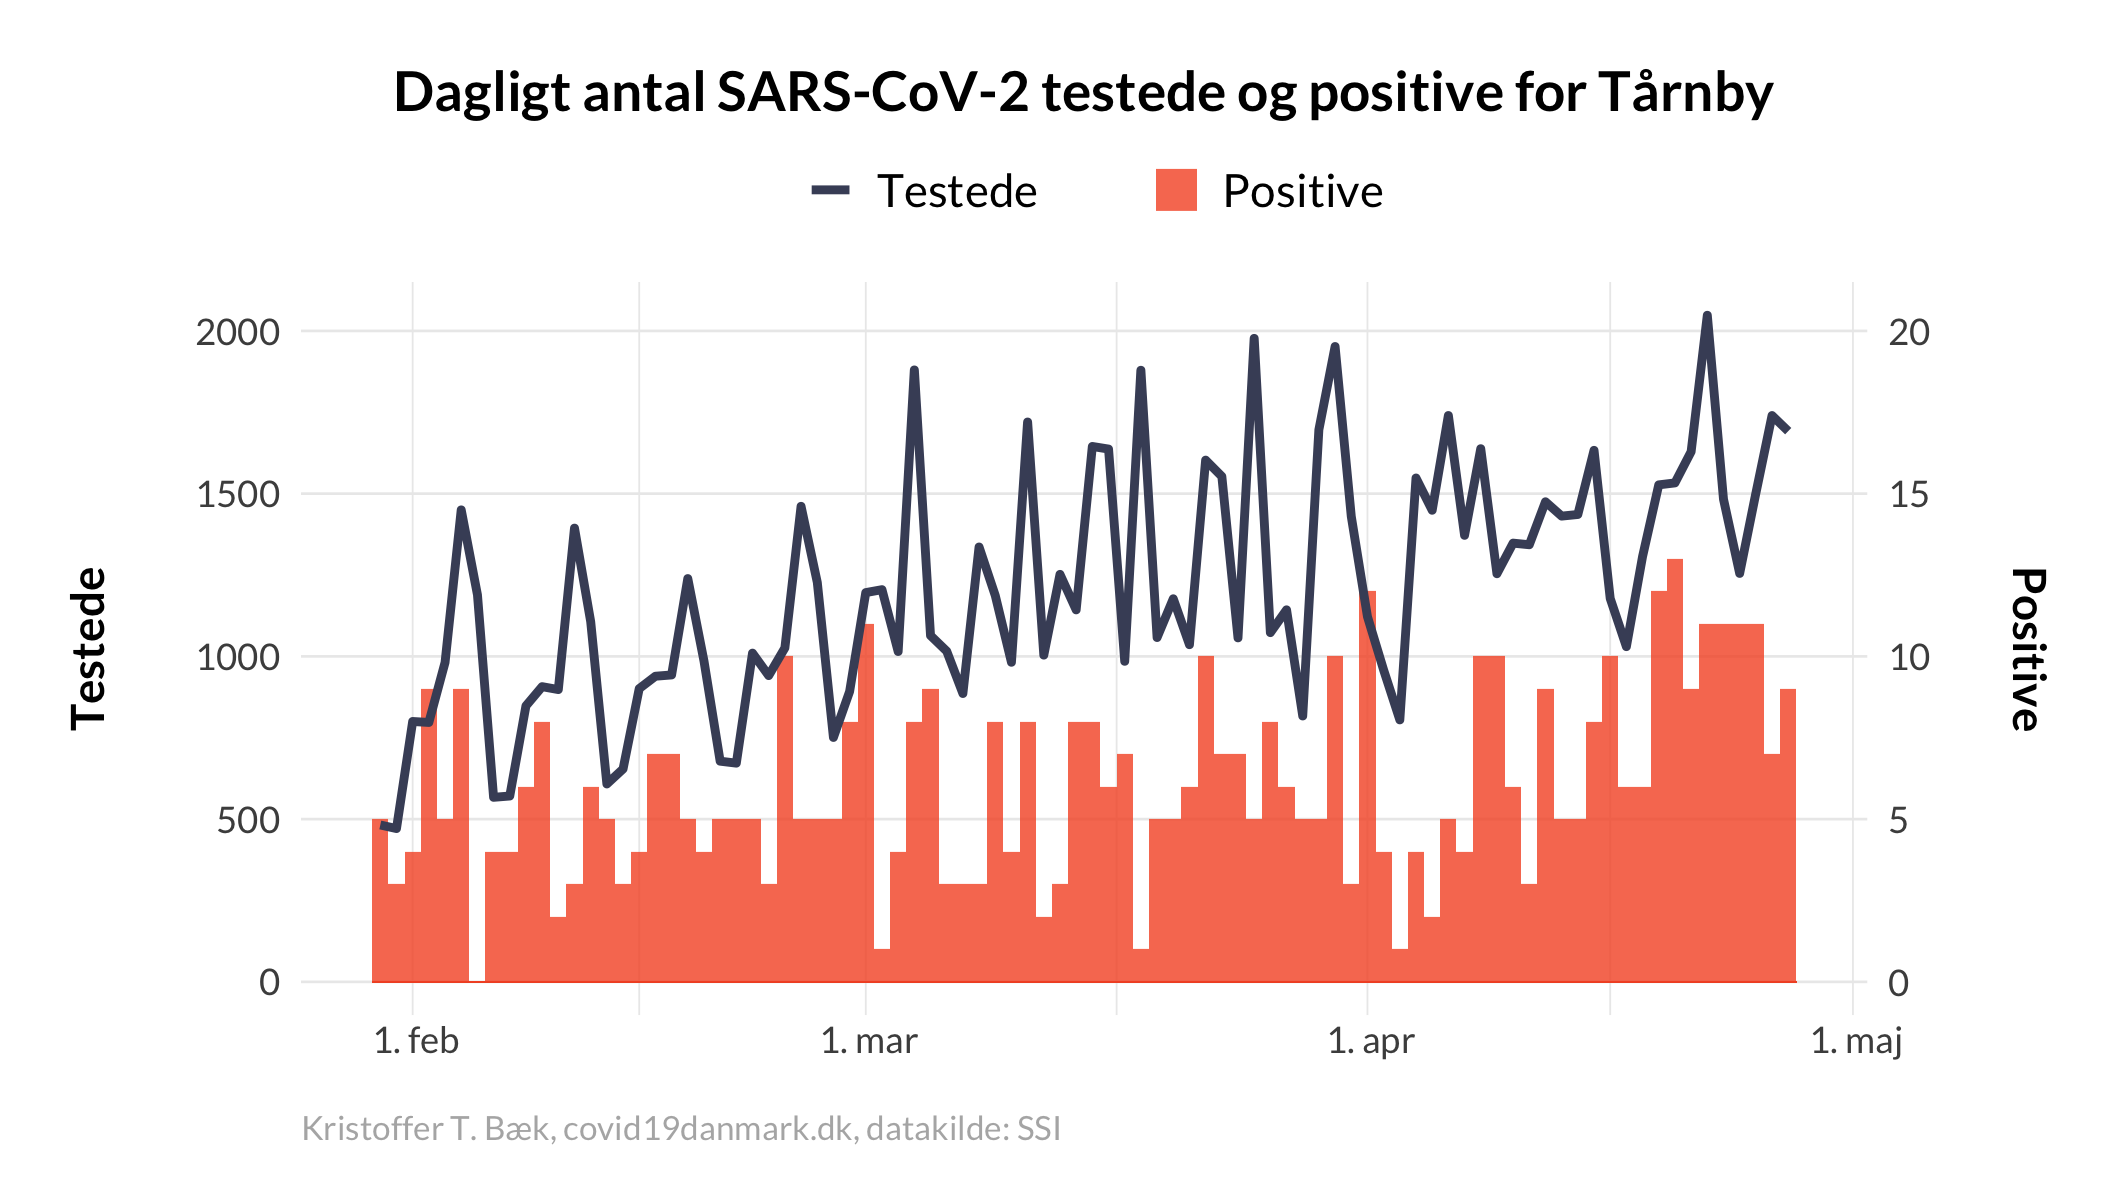 Dagligt antal SARS-CoV-2 testede og positive for Tårnby
Testede
Positive
2000
1500
1000
500
0
20
15
10
5
0
Testede
Positive
1. feb
1. mar
1. apr
1. maj
Kristoffer T. Bæk, covid19danmark.dk, datakilde: SSI